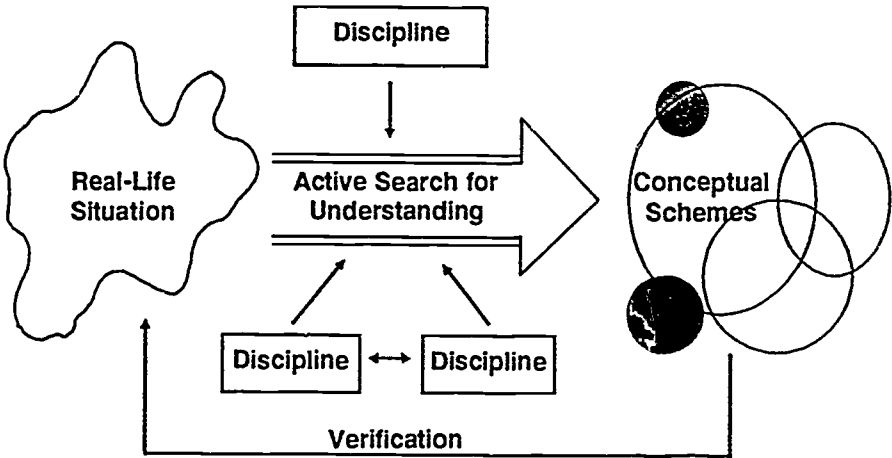 Discipline
Real-Life
Situation
Active Search for
Understanding
Conceptual
Schemes
Discipline
Discipline
Verification